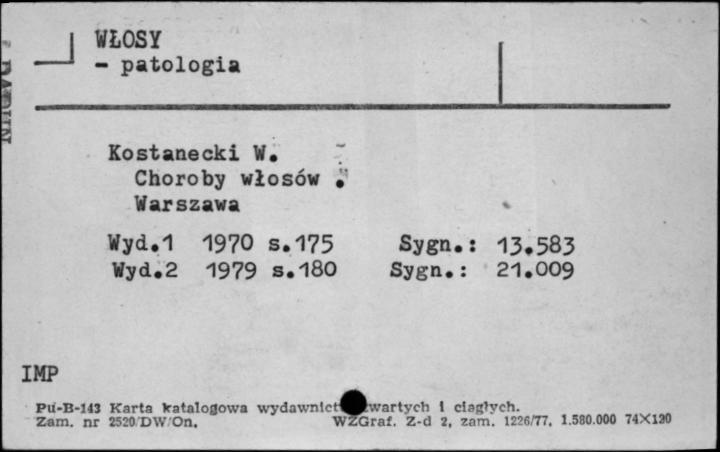 WŁOSY
- patologia
Kostanecki W.
Choroby włosów.
Warszawa
Wyd.1 1970 s.175 Sygn.: 13.583
Wyd.2 1979 s.180 Sygn.: 21.009
IMP
Pu-B-143 Karta katalogowa wydawnict wartych i ciągłych.
Zam. nr 2520/DW/On. WZGraf. Z-d 2, zam. 1226/77. 1.580.000 74X120